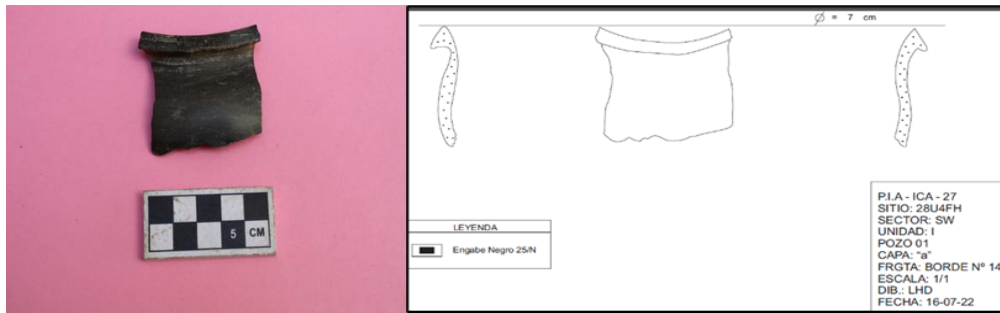 5 CM
Ø = 7 cm
LEYENDA
Engabe Negro 25/N
P.I.A - ICA - 27
SITIO: 28U4FH
SECTOR: SW
UNIDAD: I
POZO 01
CAPA: "a"
FRGTA: BORDE Nº 14
ESCALA: 1/1
DIB.: LHD
FECHA: 16-07-22